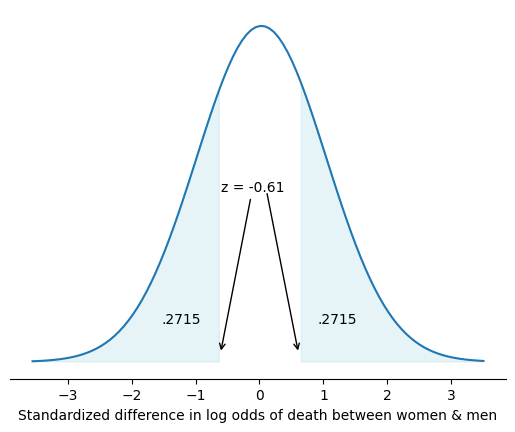 z = -0.61
.2715 .2715
−3 −2 −1 0 1 2 3
Standardized difference in log odds of death between women & men